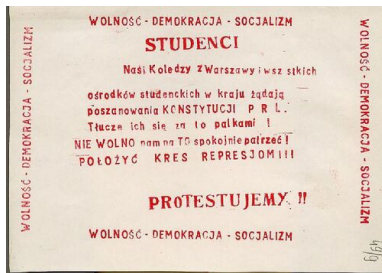 WOLNOŚĆ - DEMOKRACJA - SOCJALIZM
WOLNOŚĆ - DEMOKRACJA - SOCJALIZM
STUDENCI
Nasi Koledzy z Warszawy i wsz stkich
ośrodków studenckich w kraju żądają
poszanowania KONSTYTUCJI P R L.
Tłucze ich się za to pałkami !
NIE WOLNO nam na TO spokojnie patrzeć !
POŁOŻYĆ KRES REPRESJOM!!!
PROTESTUJEMY !!
WOLNOŚĆ - DEMOKRACJA - SOCJALIZM
WOLNOŚĆ - DEMOKRACJA - SOCJALIZM